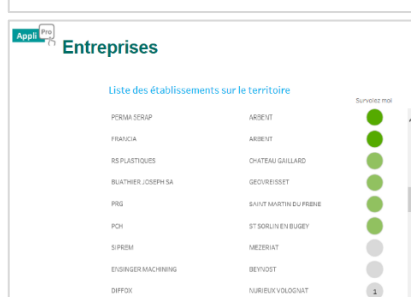 Appli Pro
Entreprises
Liste des établissements sur le territoire
Survolez moi
PERMA SERAP ARBENT
FRANCIA ARBENT
RS PLASTIQUES CHATEAU GAILLARD
BUATHIER JOSEPH SA GEOVREISSET
PRG SAINT MARTIN DU FRENE
PCH ST SORLIN EN BUGEY
SIPREM MEZERIAT
ENSINGER MACHINING BEYNOST
DIFFOX NURIEUX VOLOGNAT 1